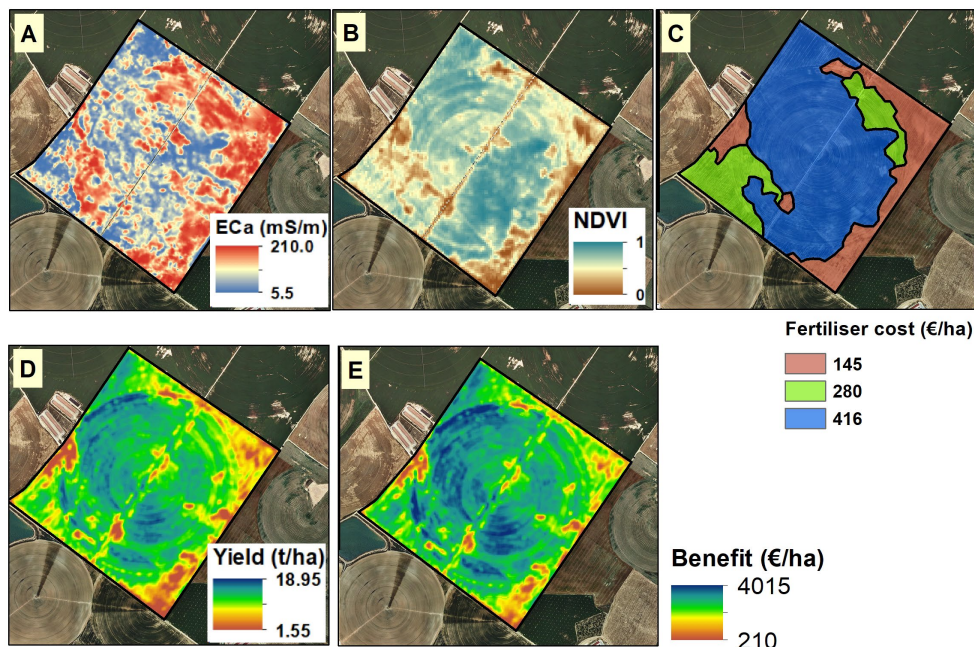 A
B
C
ECa (mS/m)
210.0
5.5
NDVI
1
0
Fertiliser cost (€/ha)
145
280
416
D
E
Yield (t/ha)
18.95
1.55
Benefit (€/ha)
4015
210